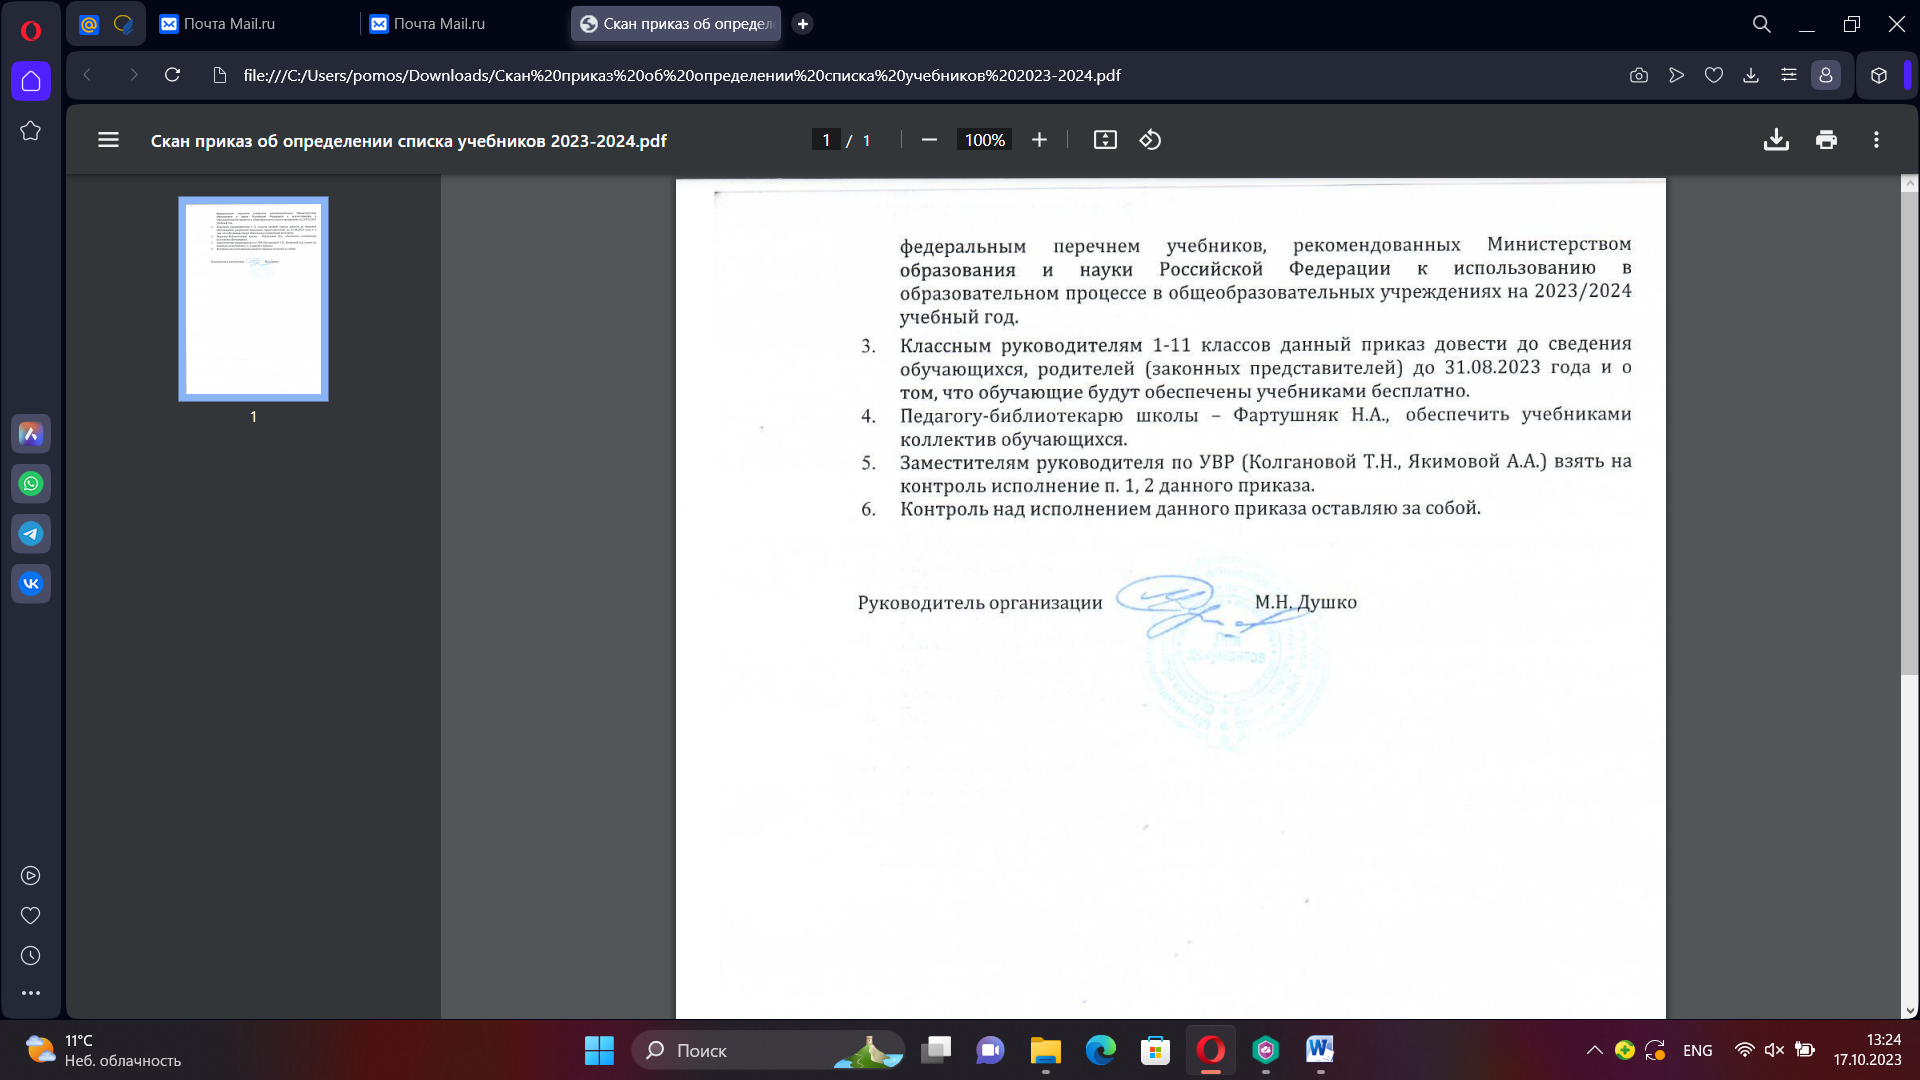 Почта Mail.ru
Почта Mail.ru
Скан приказ об определ
file:///C:/Users/pomos/Downloads/Скан%20приказ%20об%20определении%20списка%20учебников%202023-2024.pdf
Скан приказ об определении списка учебников 2023-2024.pdf
1 / 1
100%
1
федеральным перечнем учебников, рекомендованных Министерством
образования и науки Российской Федерации к использованию в
образовательном процессе в общеобразовательных учреждениях на 2023/2024
учебный год.
3. Классным руководителям 1-11 классов данный приказ довести до сведения
обучающихся, родителей (законных представителей) до 31.08.2023 года и о
том, что обучающие будут обеспечены учебниками бесплатно.
4. Педагогу-библиотекарю школы – Фартушняк Н.А., обеспечить учебниками
коллектив обучающихся.
5. Заместителям руководителя по УВР (Колгановой Т.Н., Якимовой А.А.) взять на
контроль исполнение п. 1, 2 данного приказа.
6. Контроль над исполнением данного приказа оставляю за собой.
Руководитель организации М.Н. Душко
Для
документов
11°C
Неб. облачность
Поиск
ENG
13:24
17.10.2023